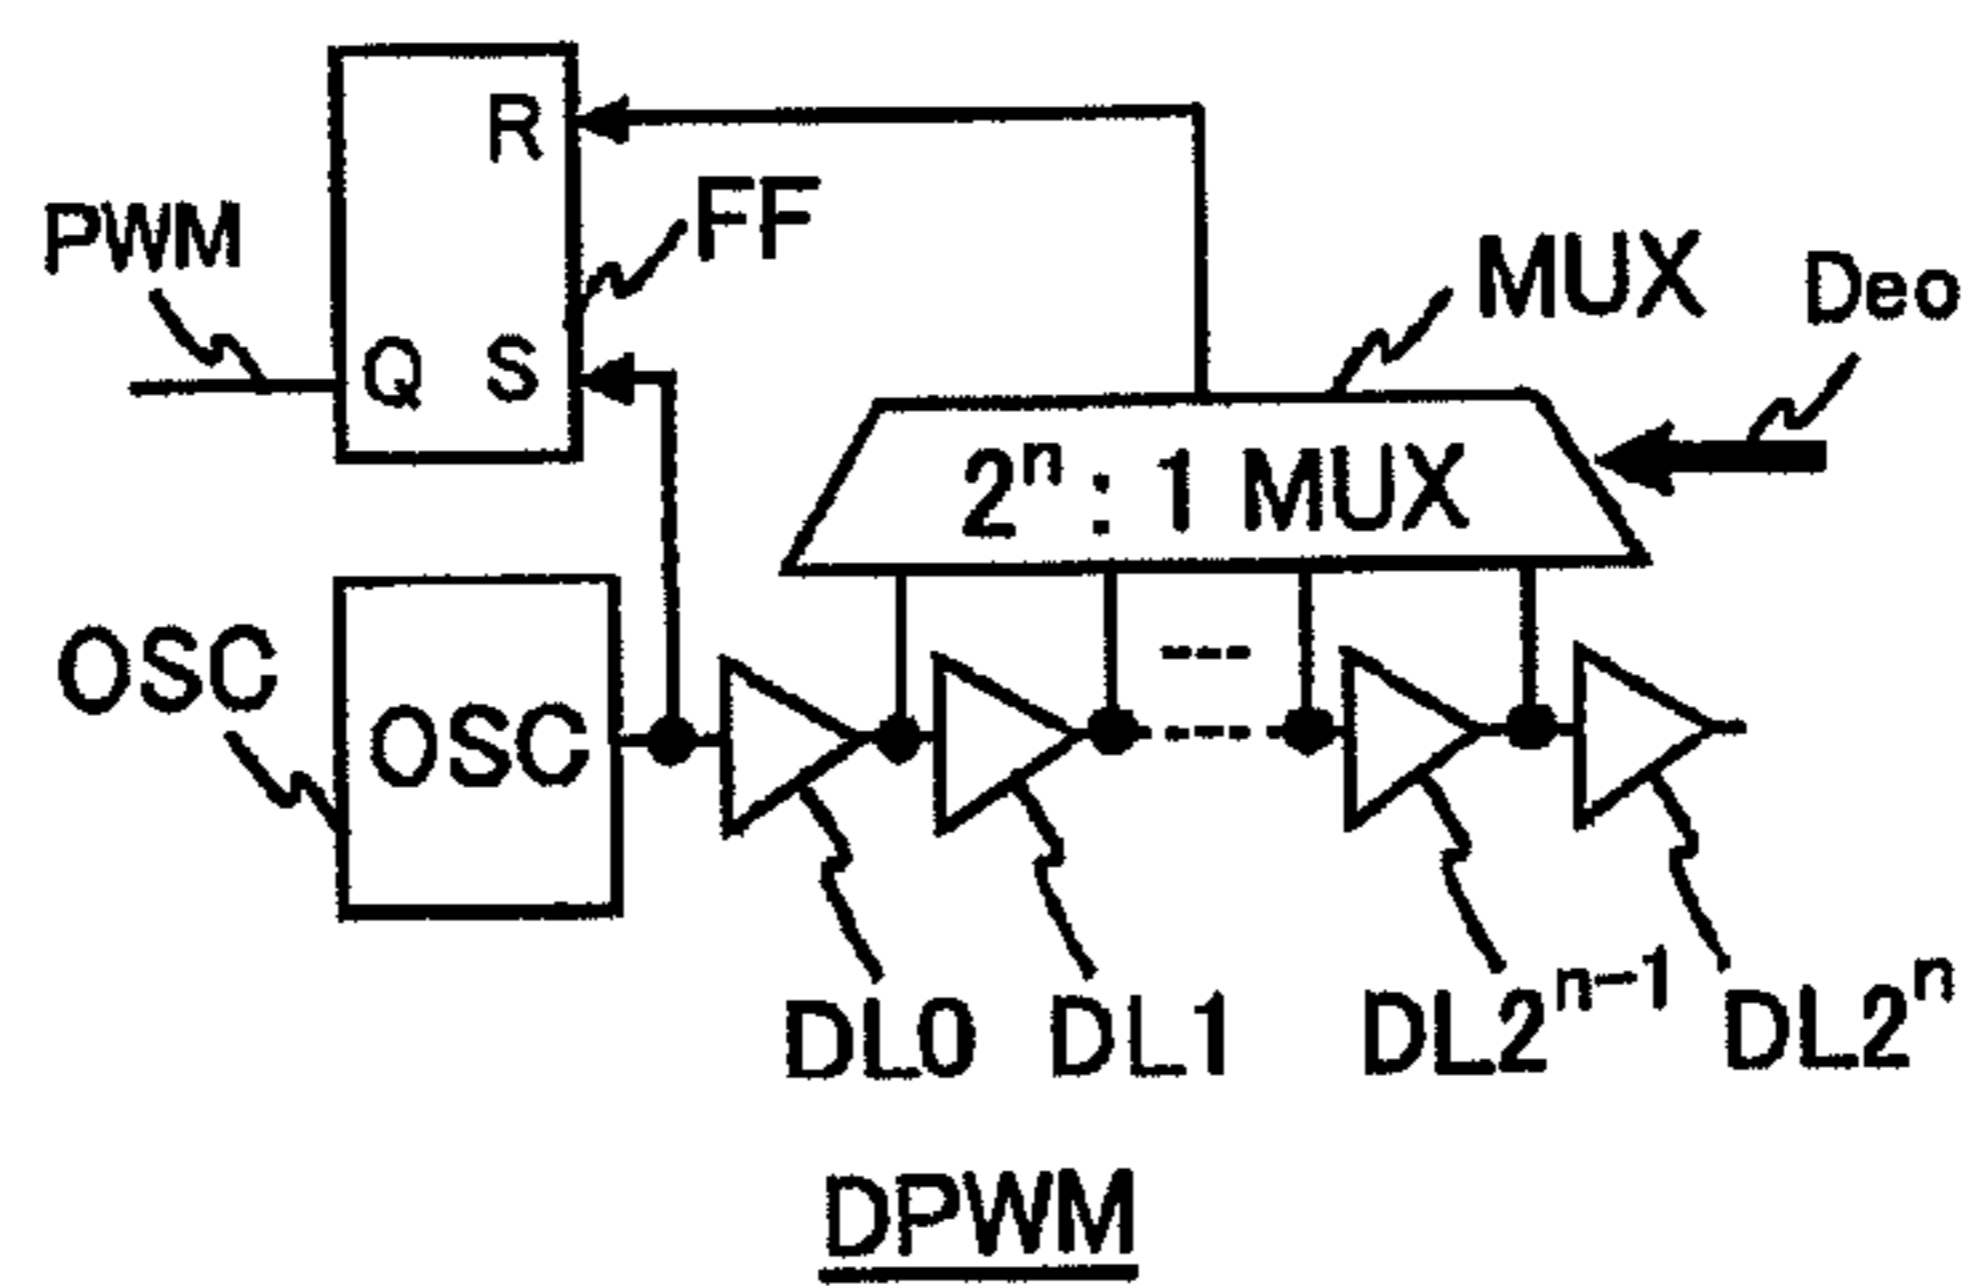 R
FF
PWM
MUX
Deo
Q S
2ⁿ : 1 MUX
OSC
OSC
DL0 DL1 DL2ⁿ⁻¹ DL2ⁿ
DPWM